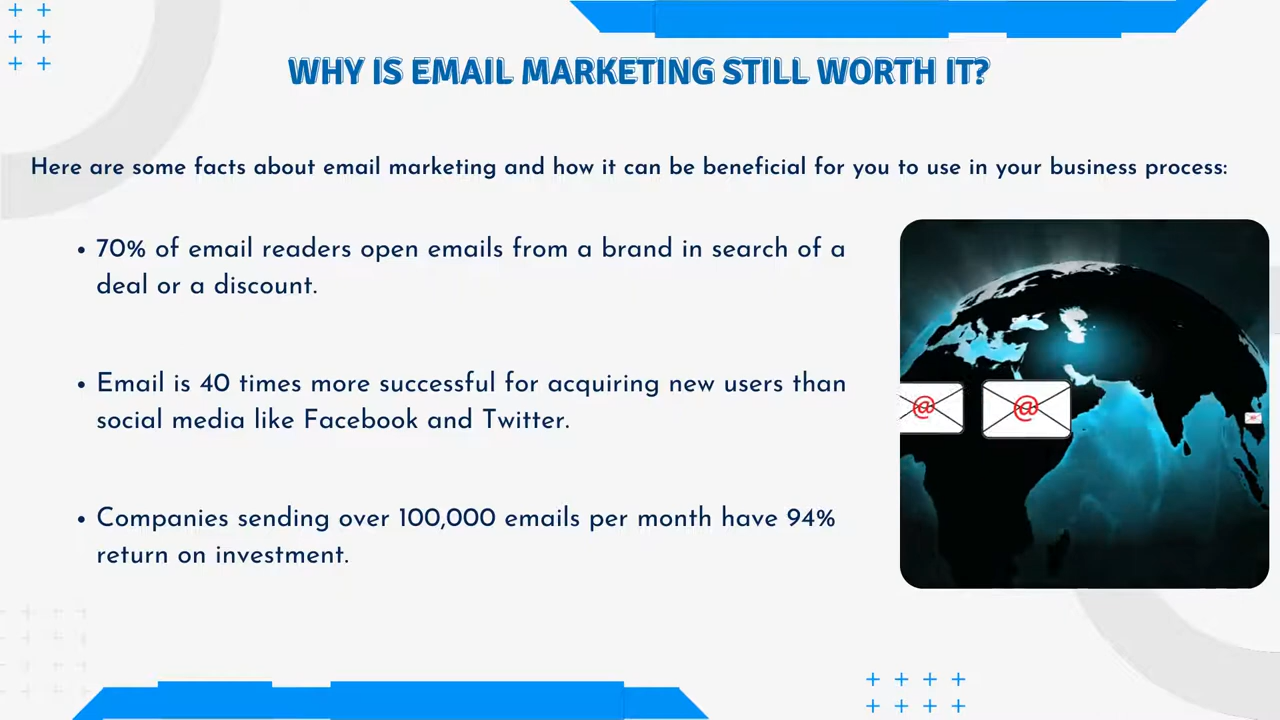 WHY IS EMAIL MARKETING STILL WORTH IT?
Here are some facts about email marketing and how it can be beneficial for you to use in your business process:
• 70% of email readers open emails from a brand in search of a
deal or a discount.
• Email is 40 times more successful for acquiring new users than
social media like Facebook and Twitter.
@ @
• Companies sending over 100,000 emails per month have 94%
return on investment.